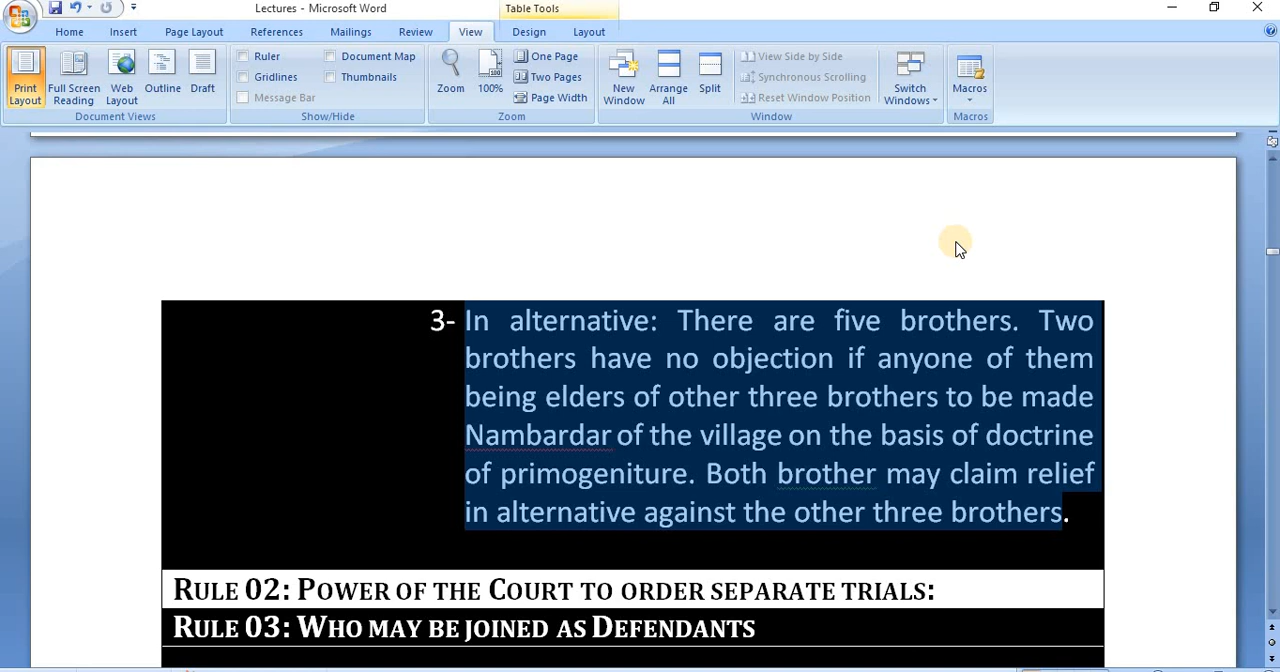 Lectures - Microsoft Word
Table Tools
Home Insert Page Layout References Mailings Review View Design Layout
Print Layout
Full Screen Reading
Web Layout
Outline
Draft
Document Views
Ruler
Gridlines
Message Bar
Document Map
Thumbnails
Show/Hide
Zoom
100%
One Page
Two Pages
Page Width
Zoom
New Window
Arrange All
Split
View Side by Side
Synchronous Scrolling
Reset Window Position
Switch Windows
Window
Macros
Macros
3- In alternative: There are five brothers. Two
brothers have no objection if anyone of them
being elders of other three brothers to be made
Nambardar of the village on the basis of doctrine
of primogeniture. Both brother may claim relief
in alternative against the other three brothers.
RULE 02: POWER OF THE COURT TO ORDER SEPARATE TRIALS:
RULE 03: WHO MAY BE JOINED AS DEFENDANTS